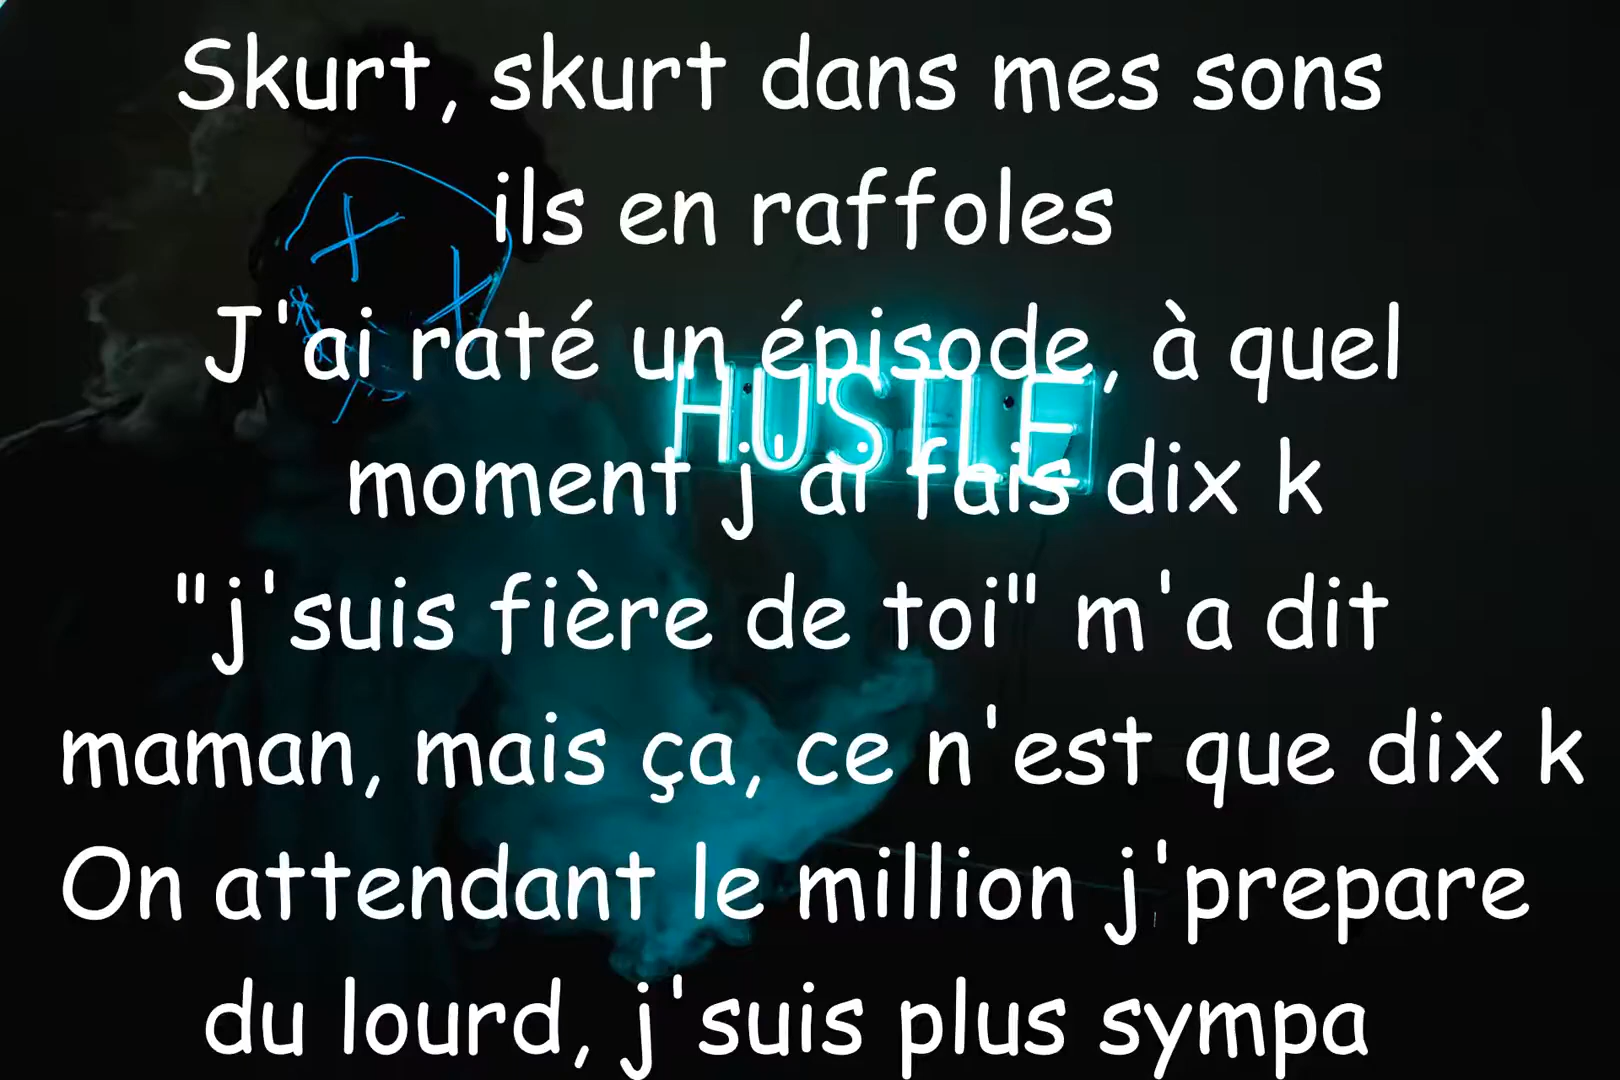 Skurt, skurt dans mes sons
ils en raffoles
J'ai raté un épisode, à quel
HUSTLE
moment j'ai fais dix k
"j'suis fière de toi" m'a dit
maman, mais ça, ce n'est que dix k
On attendant le million j'prepare
du lourd, j'suis plus sympa